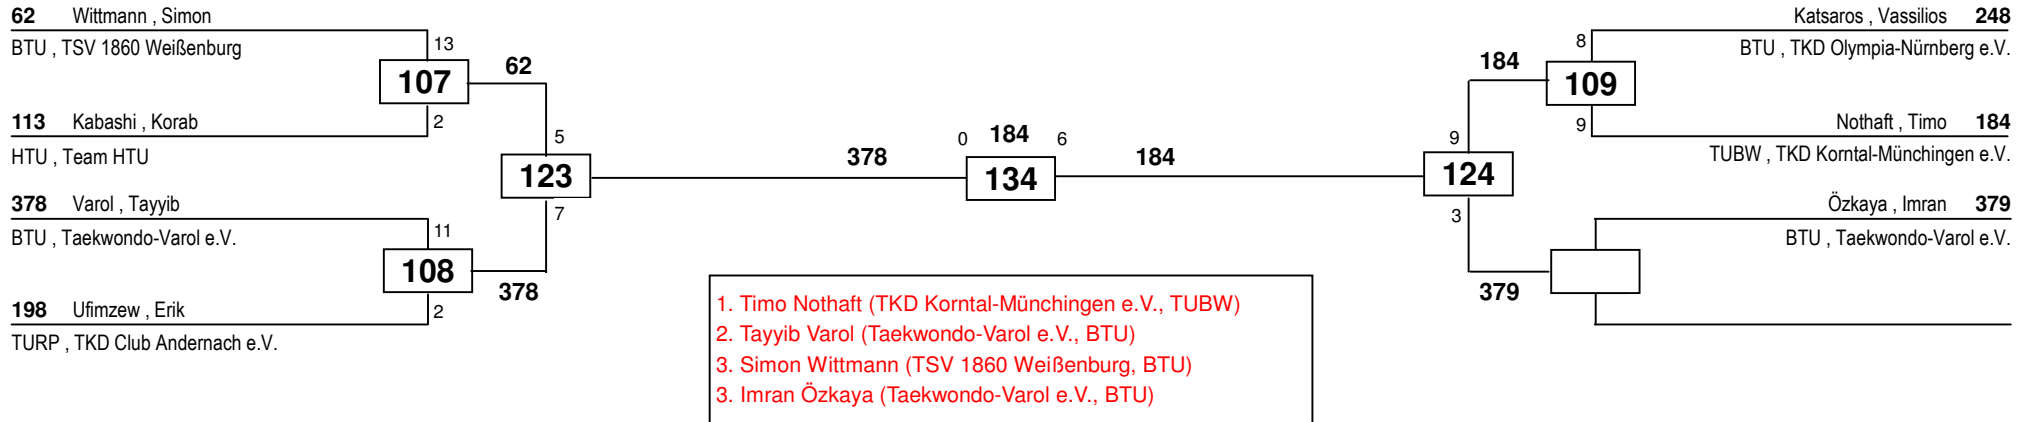 62 Wittmann , Simon
BTU , TSV 1860 Weißenburg
13
107
62
2
113 Kabashi , Korab
HTU , Team HTU
5
123
378
7
378 Varol , Tayyib
BTU , Taekwondo-Varol e.V.
11
108
378
2
198 Ufimzew , Erik
TURP , TKD Club Andernach e.V.
0 184 6
134
184
Katsaros , Vassilios 248
BTU , TKD Olympia-Nürnberg e.V.
8
184
109
9
Nothaft , Timo 184
TUBW , TKD Korntal-Münchingen e.V.
9
124
3
Özkaya , Imran 379
BTU , Taekwondo-Varol e.V.
379
1. Timo Nothaft (TKD Korntal-Münchingen e.V., TUBW)
2. Tayyib Varol (Taekwondo-Varol e.V., BTU)
3. Simon Wittmann (TSV 1860 Weißenburg, BTU)
3. Imran Özkaya (Taekwondo-Varol e.V., BTU)